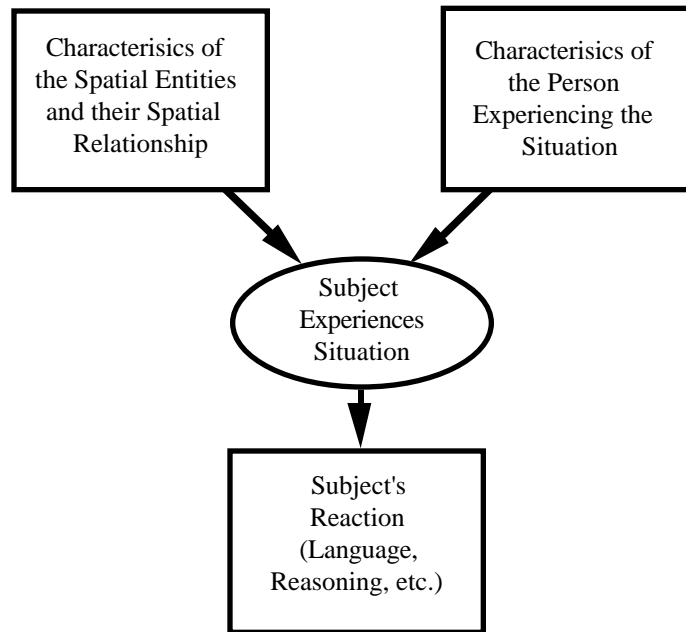 Characterisics of
the Spatial Entities
and their Spatial
Relationship
Characterisics of
the Person
Experiencing the
Situation
Subject
Experiences
Situation
Subject's
Reaction
(Language,
Reasoning, etc.)